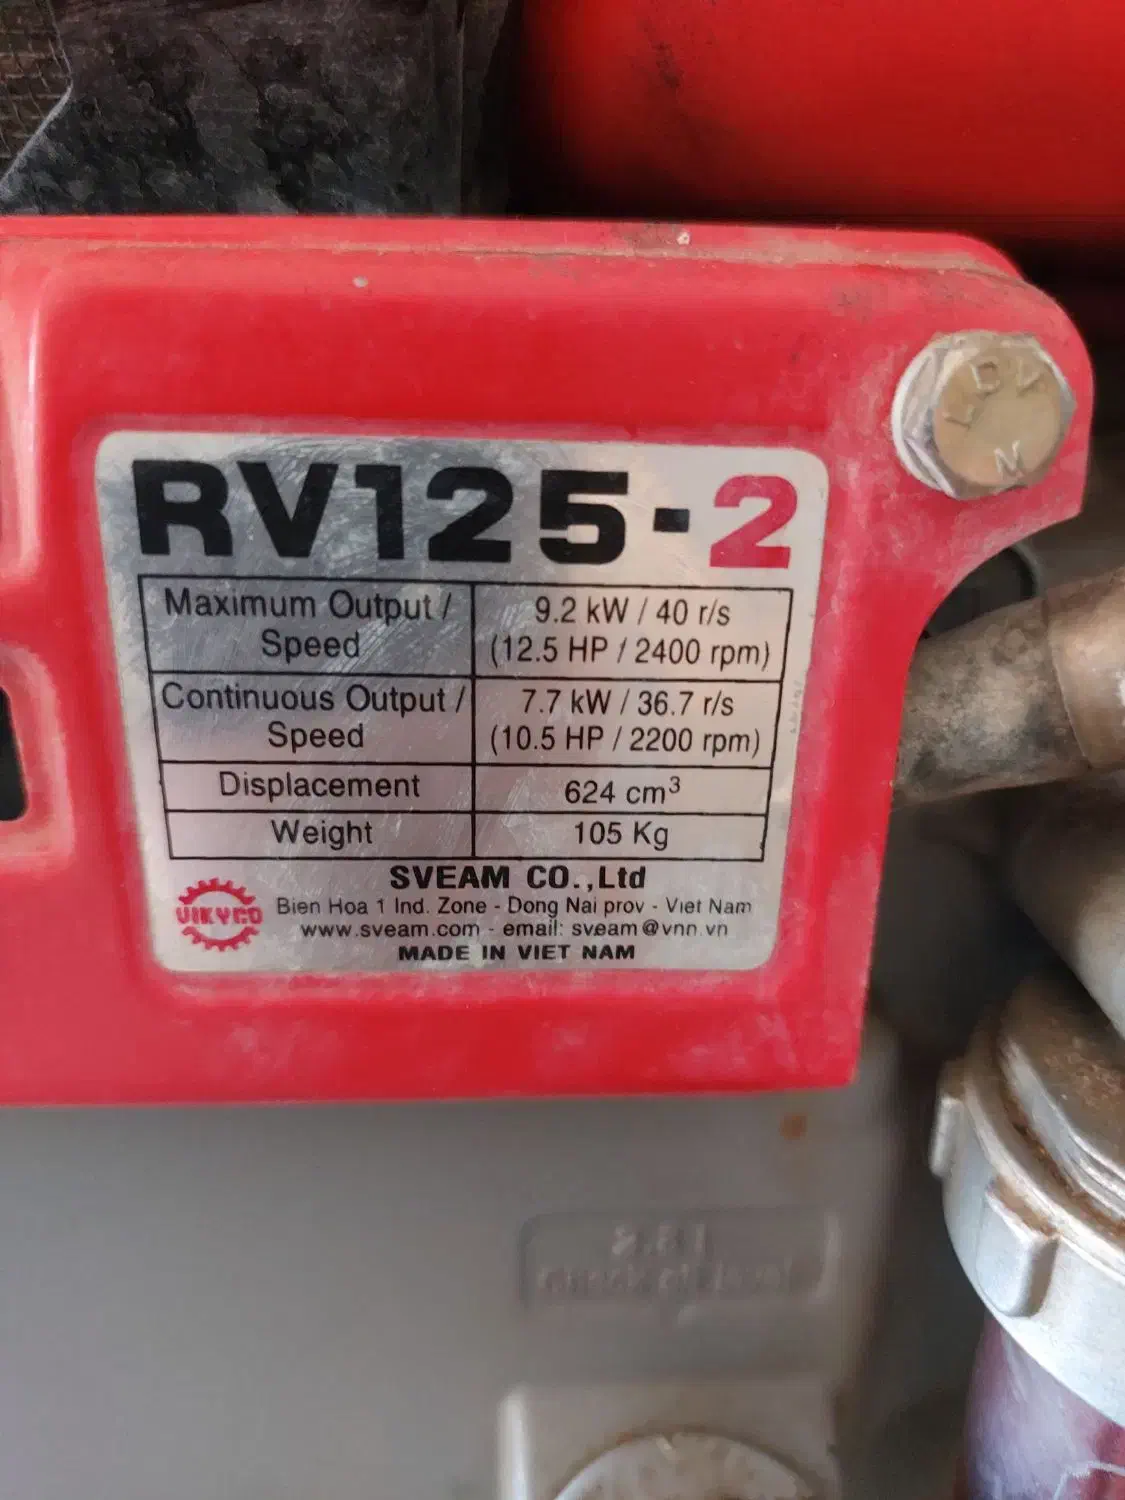 RV125-2
Maximum Output /
Speed
9.2 kW / 40 r/s
(12.5 HP / 2400 rpm)
Continuous Output /
Speed
7.7 kW / 36.7 r/s
(10.5 HP / 2200 rpm)
Displacement
624 cm³
Weight
105 Kg
SVEAM CO.,Ltd
VIKYCO
Bien Hoa 1 Ind. Zone - Dong Nai prov - Viet Nam
www.sveam.com - email: sveam@vnn.vn
MADE IN VIET NAM